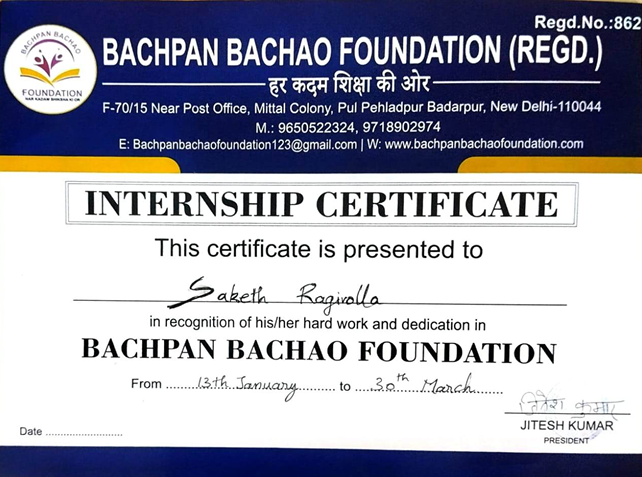 Regd.No.:862
BACHPAN BACHAO
FOUNDATION
HAR KADAM SHIKSHA KI OR
BACHPAN BACHAO FOUNDATION (REGD.)
हर कदम शिक्षा की ओर
F-70/15 Near Post Office, Mittal Colony, Pul Pehladpur Badarpur, New Delhi-110044
M.: 9650522324, 9718902974
E: Bachpanbachaofoundation123@gmail.com | W: www.bachpanbachaofoundation.com
INTERNSHIP CERTIFICATE
This certificate is presented to
Saketh Ragirolla
in recognition of his/her hard work and dedication in
BACHPAN BACHAO FOUNDATION
From ..........13th January............ to ......30th March.........
जितेश कुमार
JITESH KUMAR
PRESIDENT
Date ..........................